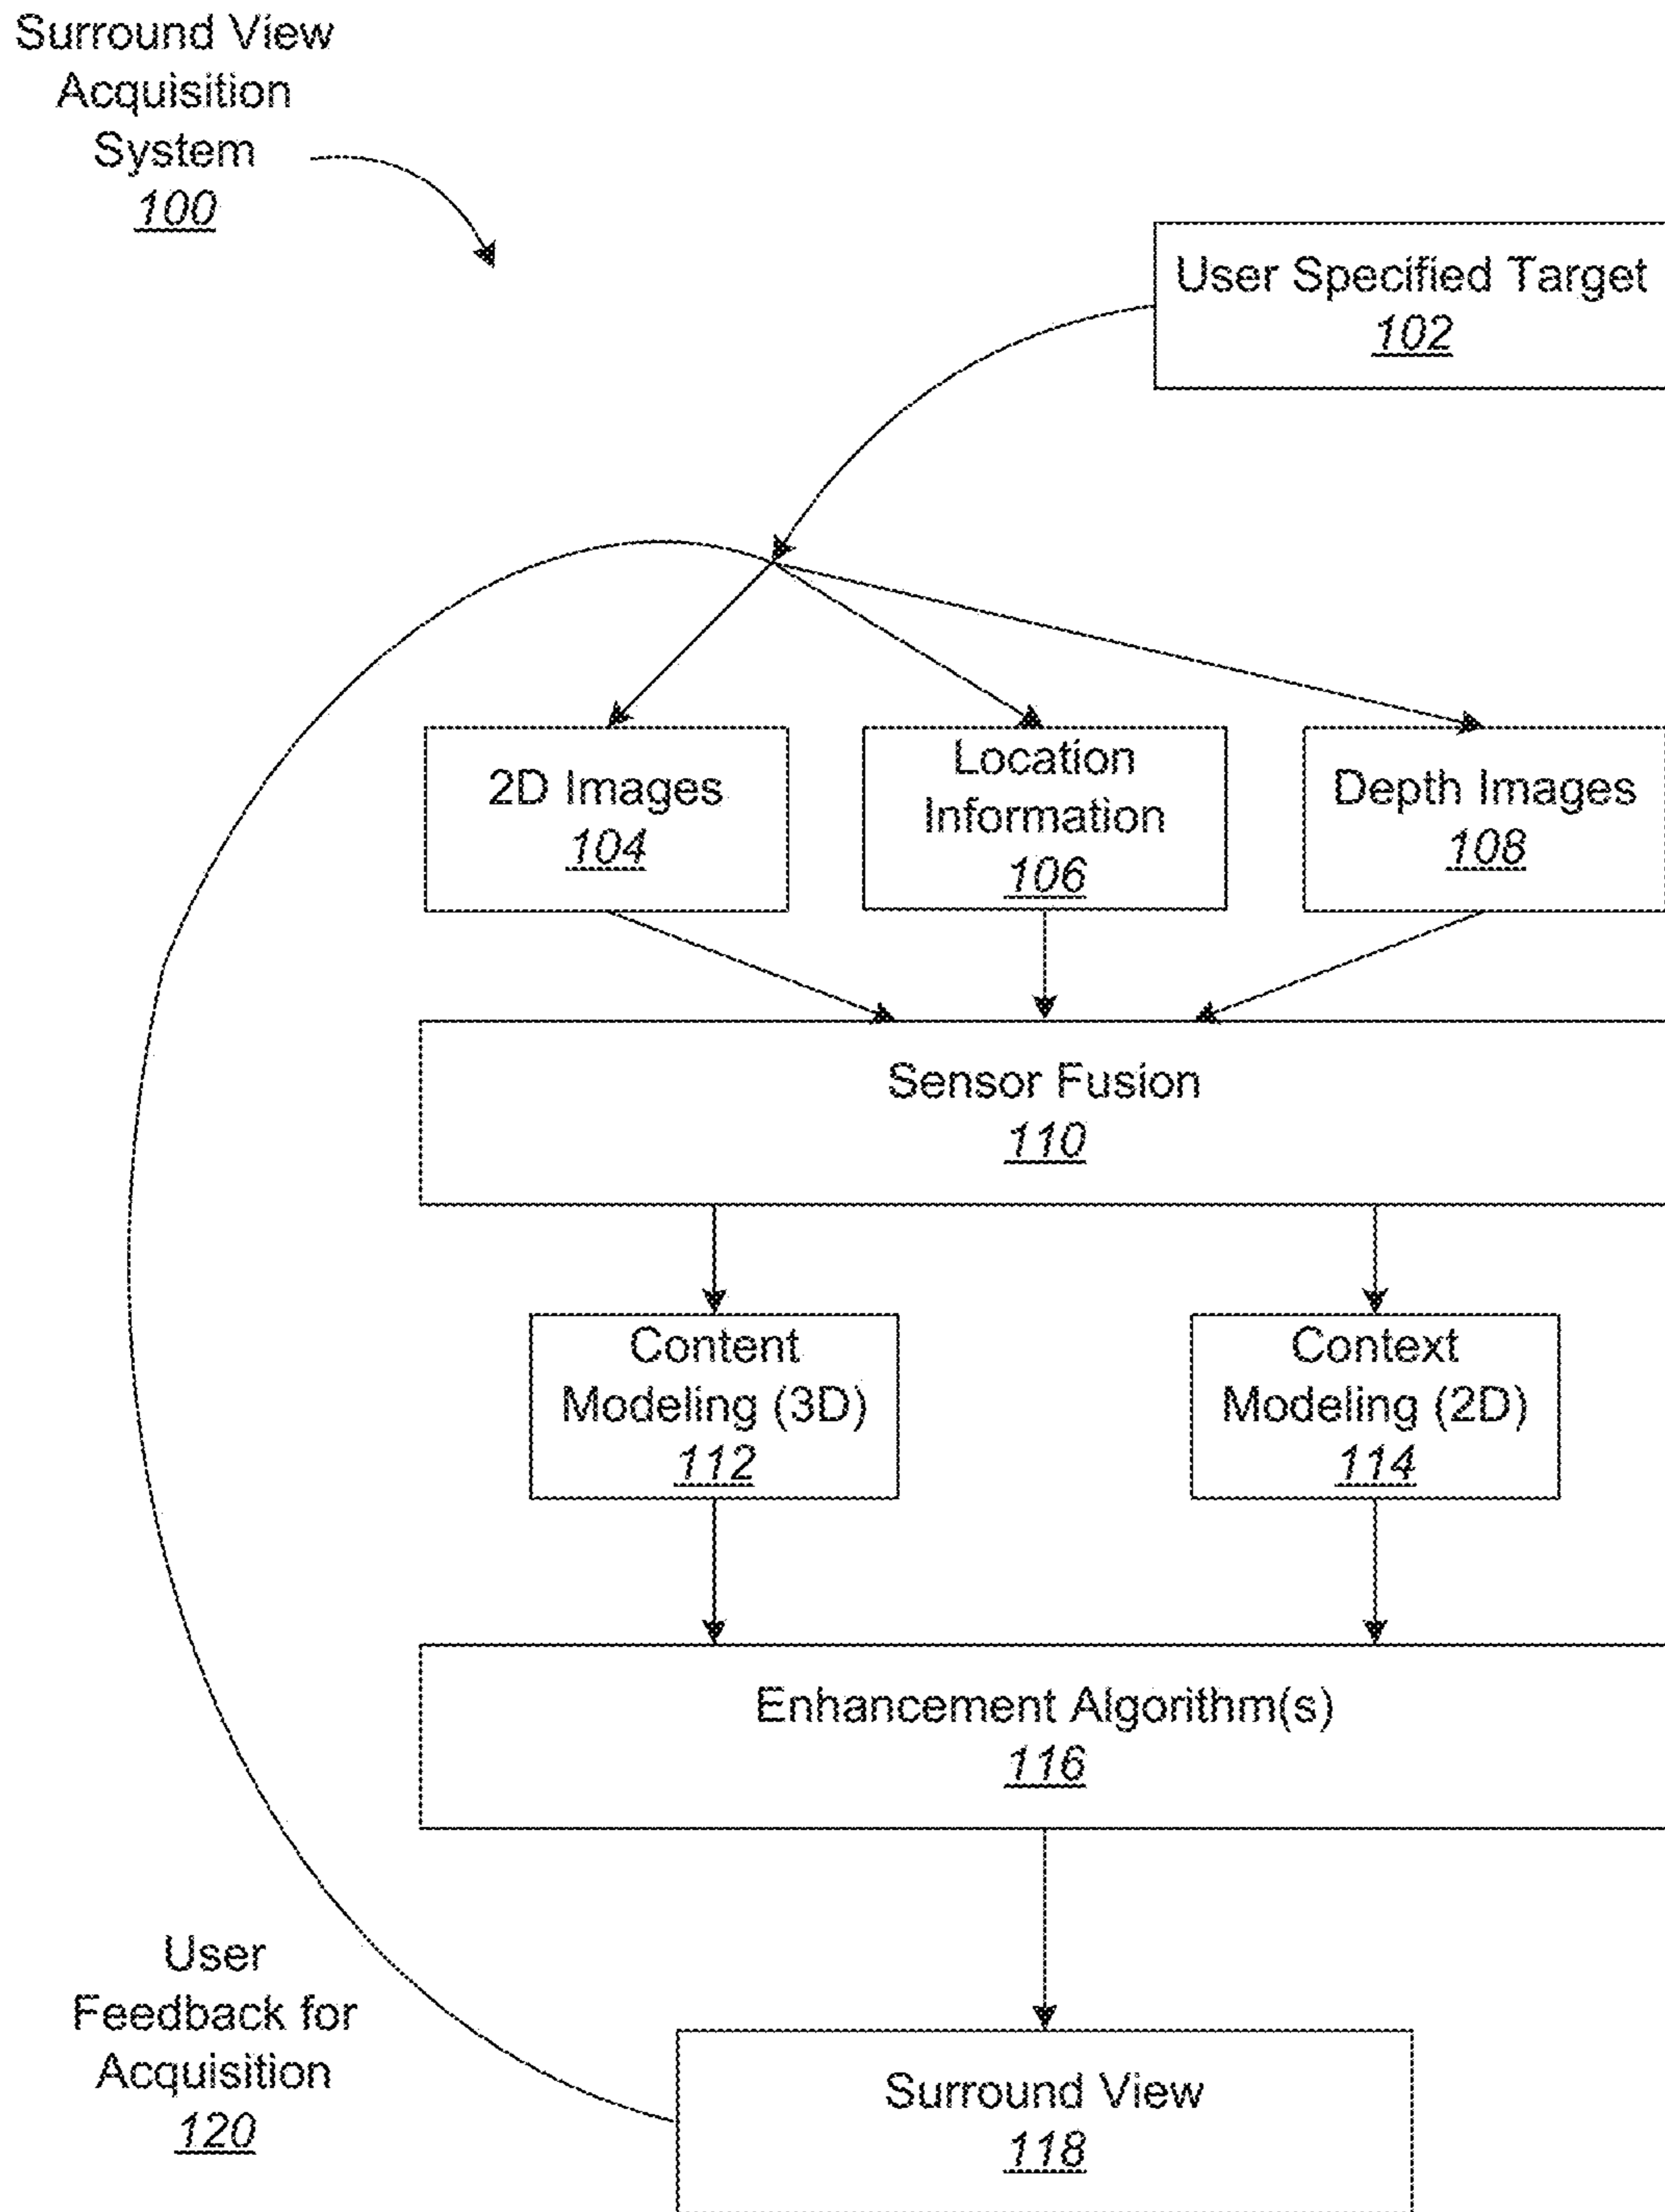 Surround View
Acquisition
System
100
User Specified Target
102
2D Images
104
Location
Information
106
Depth Images
108
Sensor Fusion
110
Content
Modeling (3D)
112
Context
Modeling (2D)
114
Enhancement Algorithm(s)
116
User
Feedback for
Acquisition
120
Surround View
118